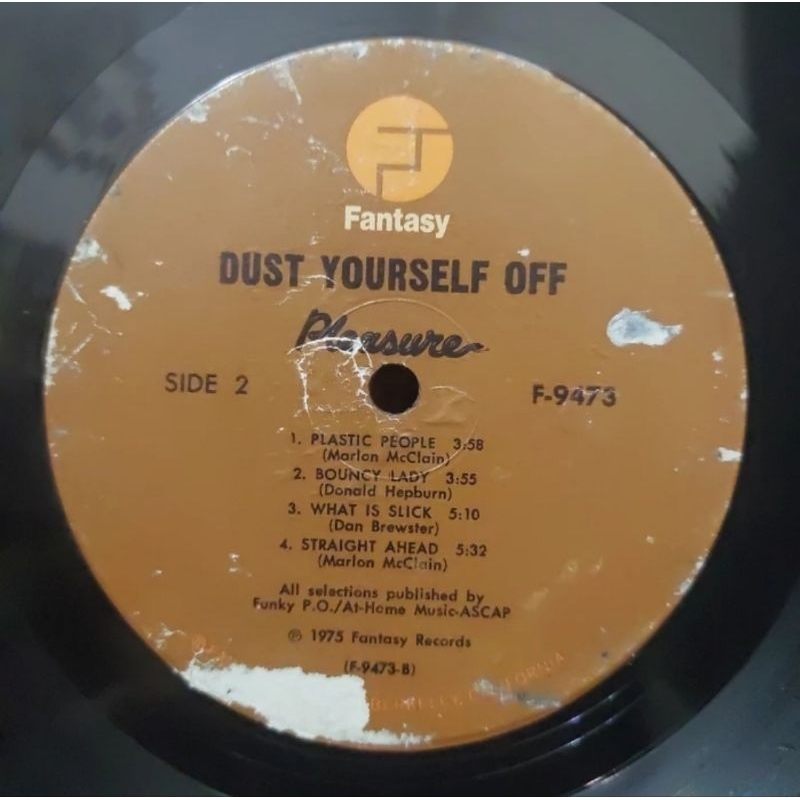 Fantasy
DUST YOURSELF OFF
Pleasure
SIDE 2
F-9473
1. PLASTIC PEOPLE 3:58
(Marlon McClain)
2. BOUNCY LADY 3:55
(Donald Hepburn)
3. WHAT IS SLICK 5:10
(Dan Brewster)
4. STRAIGHT AHEAD 5:32
(Marlon McClain)
All selections published by
Funky P.O./At-Home Music-ASCAP
℗ 1975 Fantasy Records
(F-9473-B)
BERKELEY, CALIFORNIA